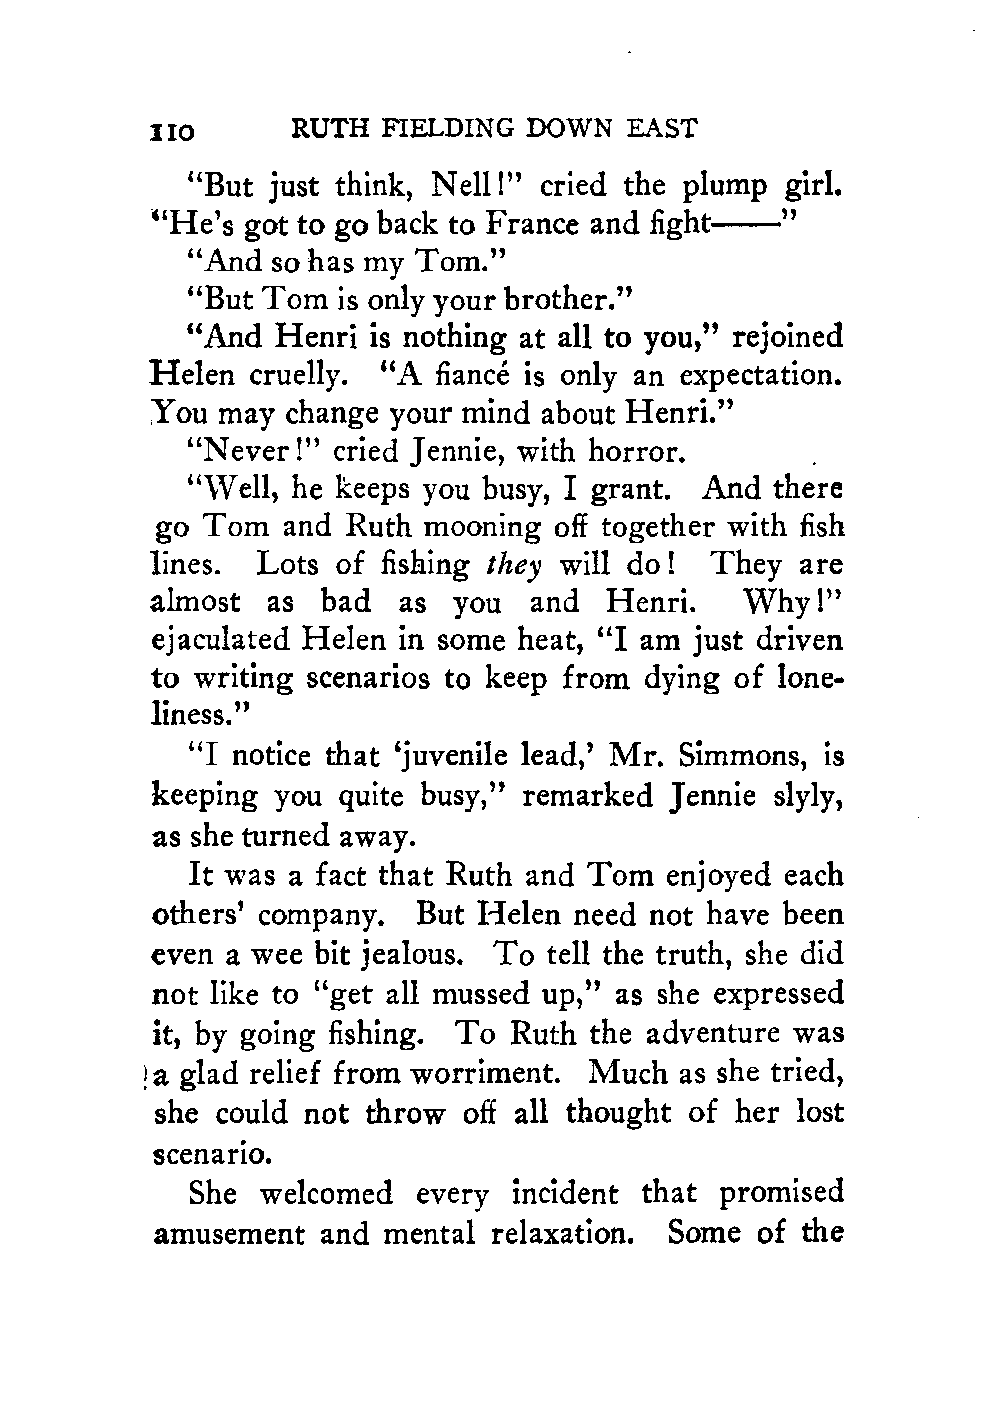 110 RUTH FIELDING DOWN EAST
“But just think, Nell!” cried the plump girl.
“He’s got to go back to France and fight——”
“And so has my Tom.”
“But Tom is only your brother.”
“And Henri is nothing at all to you,” rejoined
Helen cruelly. “A fiancé is only an expectation.
You may change your mind about Henri.”
“Never!” cried Jennie, with horror.
“Well, he keeps you busy, I grant. And there
go Tom and Ruth mooning off together with fish
lines. Lots of fishing they will do! They are
almost as bad as you and Henri. Why!”
ejaculated Helen in some heat, “I am just driven
to writing scenarios to keep from dying of lone-
liness.”
“I notice that ‘juvenile lead,’ Mr. Simmons, is
keeping you quite busy,” remarked Jennie slyly,
as she turned away.
It was a fact that Ruth and Tom enjoyed each
others’ company. But Helen need not have been
even a wee bit jealous. To tell the truth, she did
not like to “get all mussed up,” as she expressed
it, by going fishing. To Ruth the adventure was
a glad relief from worriment. Much as she tried,
she could not throw off all thought of her lost
scenario.
She welcomed every incident that promised
amusement and mental relaxation. Some of the